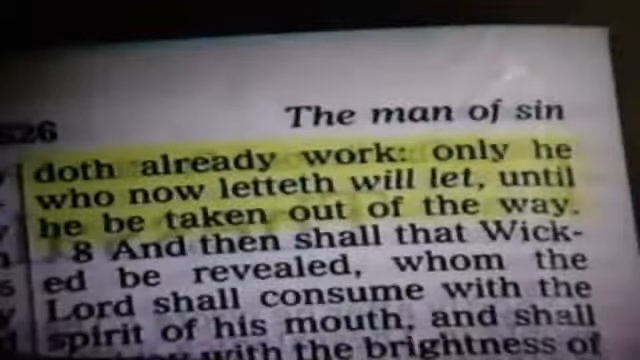 626
The man of sin
doth already work: only he
who now letteth will let, until
he be taken out of the way.
8 And then shall that Wick-
ed be revealed, whom the
Lord shall consume with the
spirit of his mouth, and shall
with the brightness of